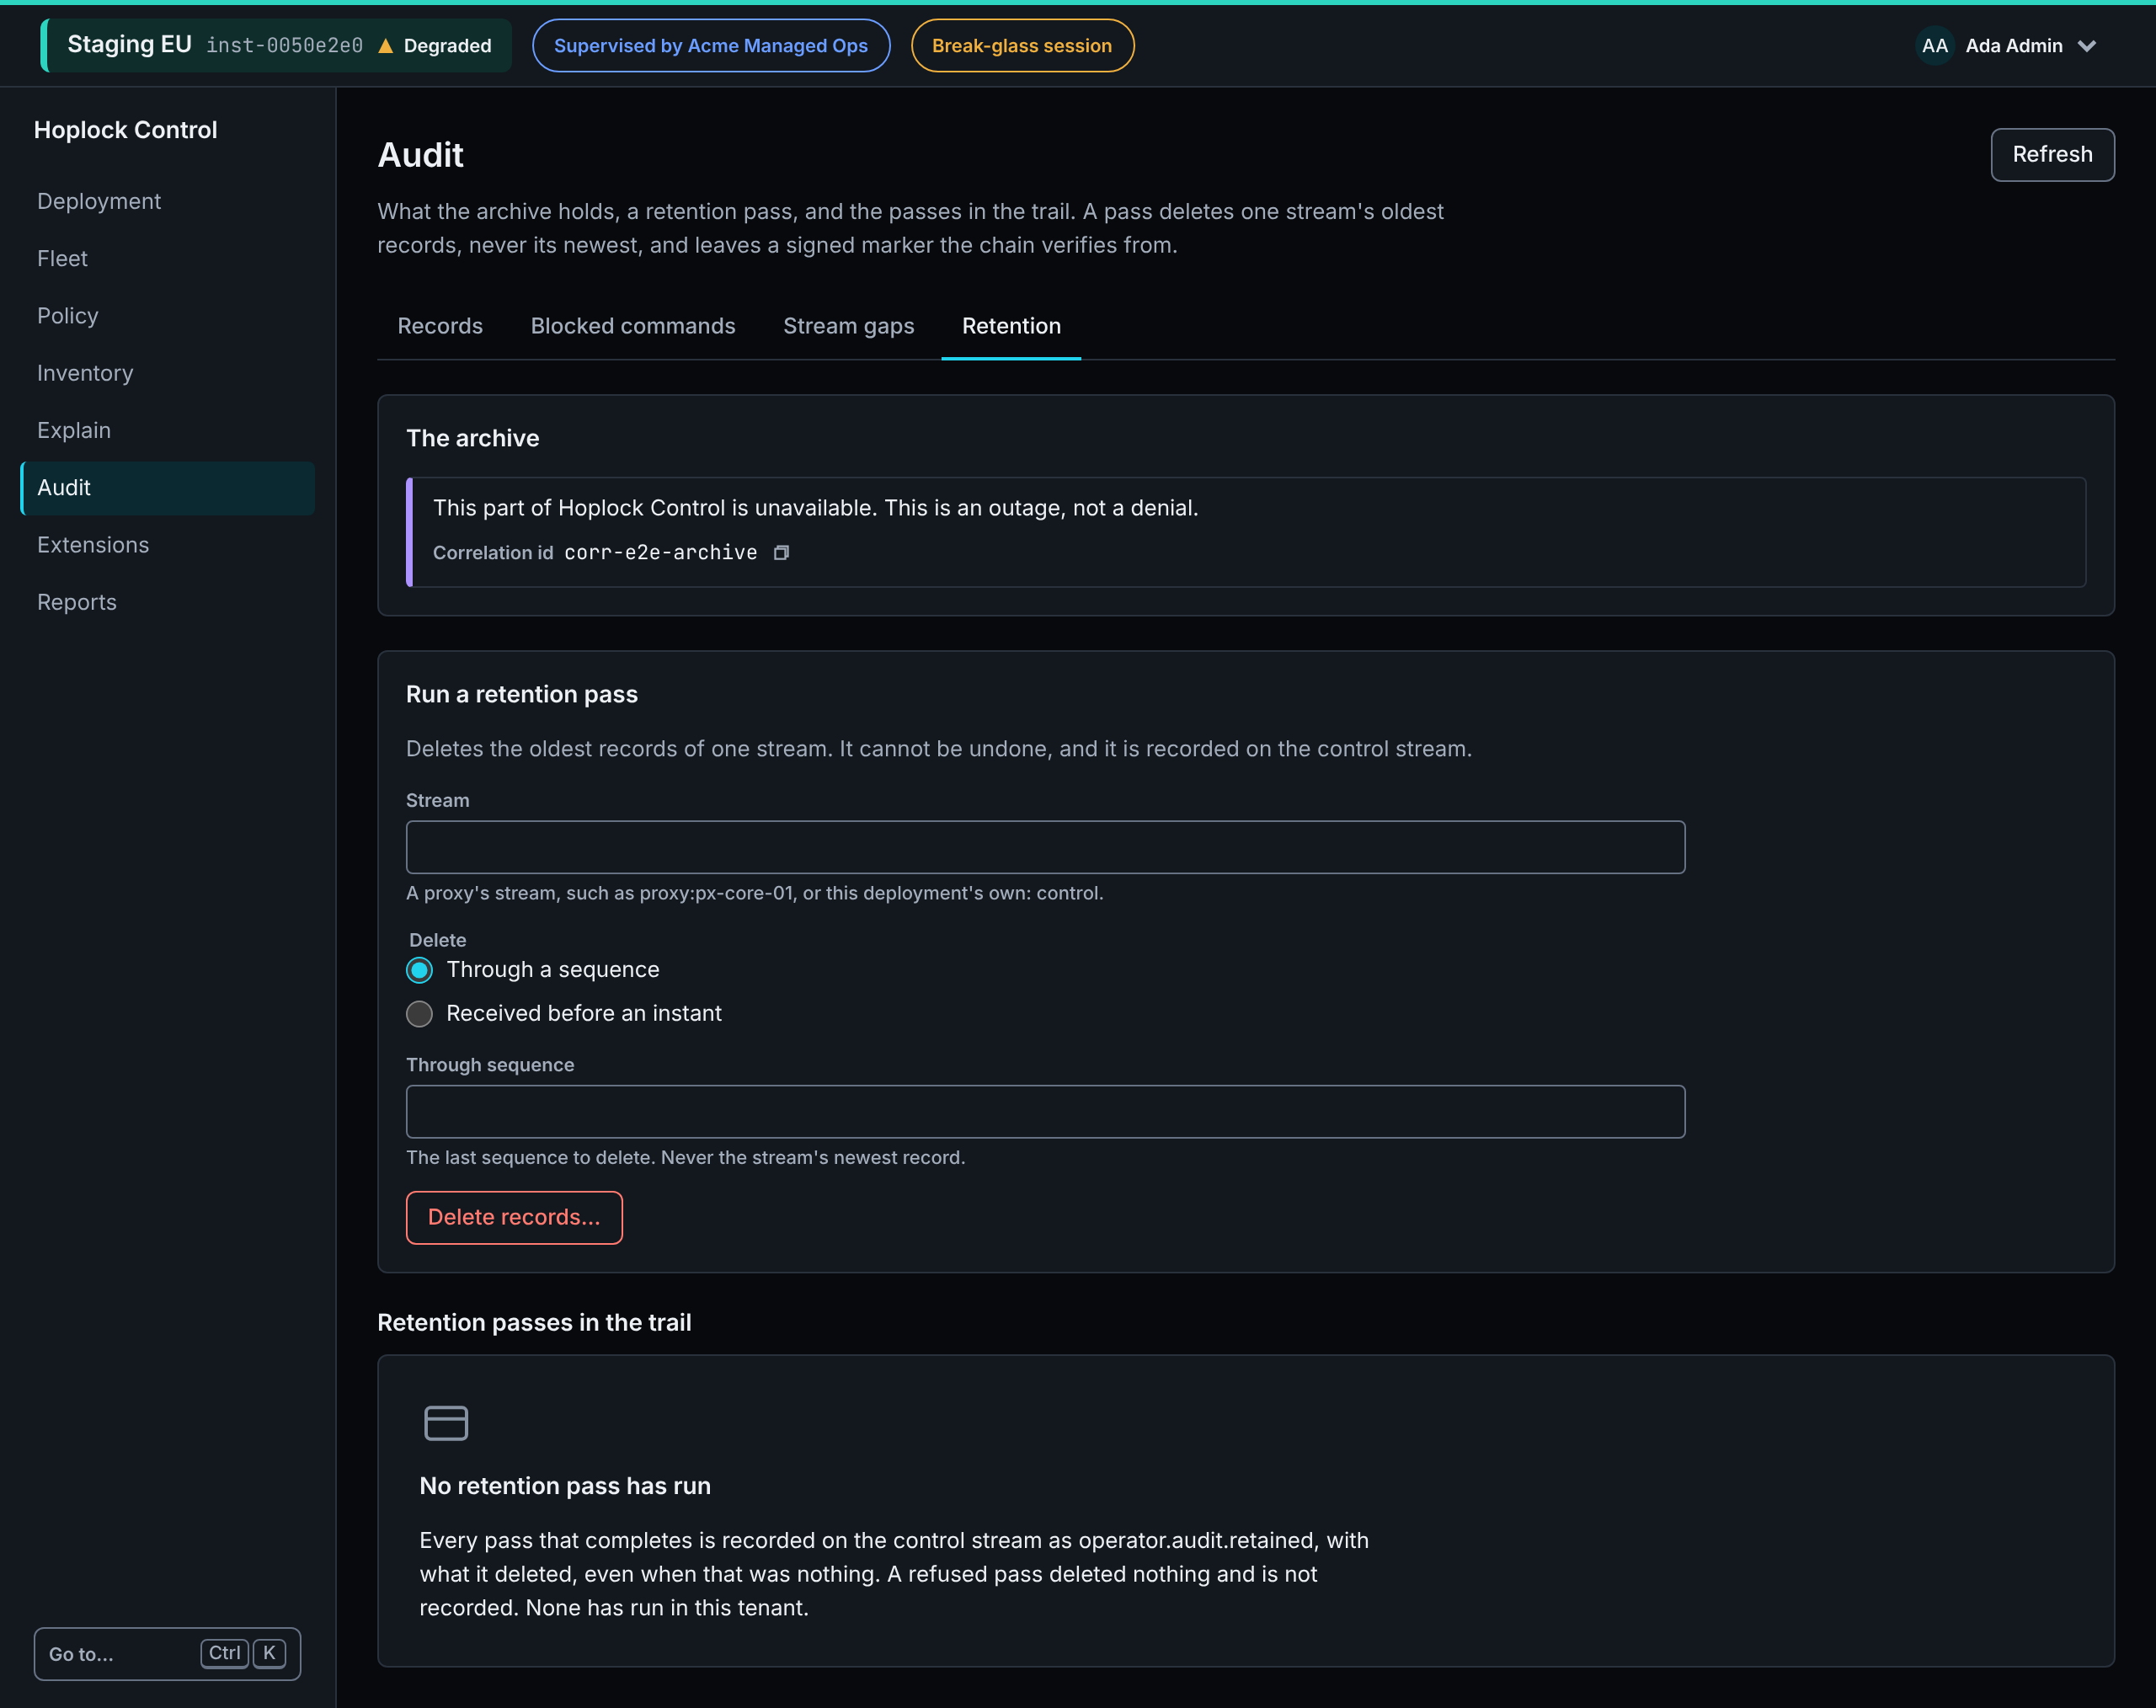 Staging EU inst-0050e2e0 Degraded
Supervised by Acme Managed Ops
Break-glass session
AA Ada Admin
Hoplock Control
Deployment
Fleet
Policy
Inventory
Explain
Audit
Extensions
Reports
Go to... Ctrl K
Audit
Refresh
What the archive holds, a retention pass, and the passes in the trail. A pass deletes one stream's oldest
records, never its newest, and leaves a signed marker the chain verifies from.
Records Blocked commands Stream gaps Retention
The archive
This part of Hoplock Control is unavailable. This is an outage, not a denial.
Correlation id corr-e2e-archive
Run a retention pass
Deletes the oldest records of one stream. It cannot be undone, and it is recorded on the control stream.
Stream
A proxy's stream, such as proxy:px-core-01, or this deployment's own: control.
Delete
Through a sequence
Received before an instant
Through sequence
The last sequence to delete. Never the stream's newest record.
Delete records...
Retention passes in the trail
No retention pass has run
Every pass that completes is recorded on the control stream as operator.audit.retained, with
what it deleted, even when that was nothing. A refused pass deleted nothing and is not
recorded. None has run in this tenant.